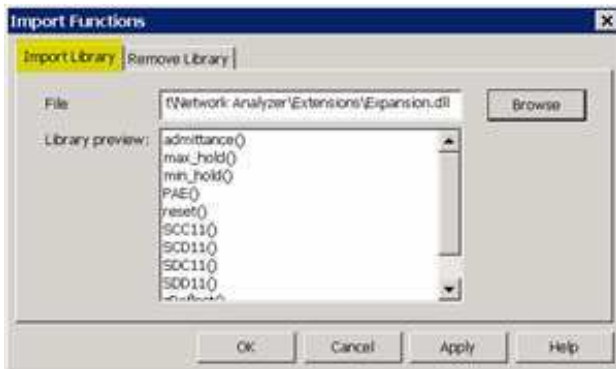 Import Functions
Import Library Remove Library
File t\Network Analyzer\Extensions\Expansion.dll Browse
Library preview: admittance()
max_hold()
min_hold()
PAE()
reset()
SCC11()
SCD11()
SDC11()
SDD11()
OK Cancel Apply Help